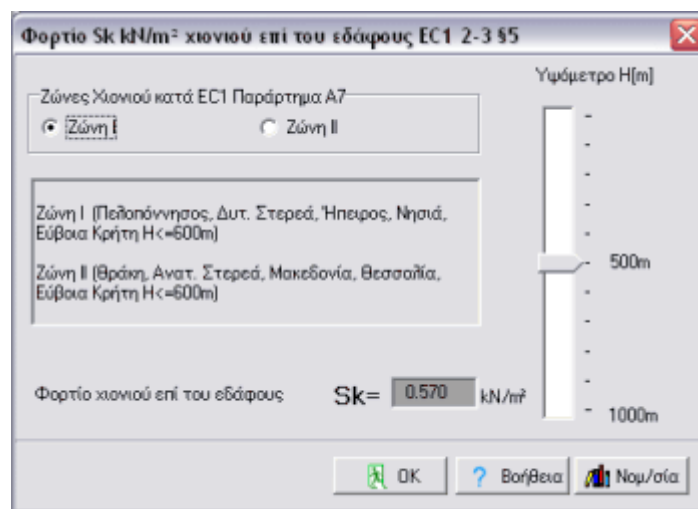 Φορτίο Sk kN/m² χιονιού επί του εδάφους EC1 2-3 §5
Υψόμετρο H[m]
Ζώνες Χιονιού κατά EC1 Παράρτημα A7
Ζώνη I
Ζώνη II
Ζώνη I (Πελοπόννησος, Δυτ. Στερεά, Ήπειρος, Νησιά,
Εύβοια Κρήτη H<=600m)
Ζώνη II (Θράκη, Ανατ. Στερεά, Μακεδονία, Θεσσαλία,
Εύβοια Κρήτη H<=600m)
500m
Φορτίο χιονιού επί του εδάφους Sk= 0.570 kN/m²
1000m
OK
Βοήθεια
Νομ/σία